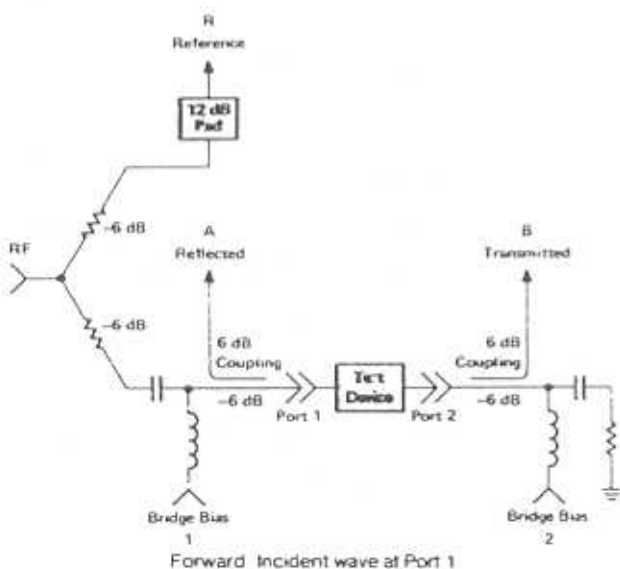 R
Reference
12 dB
Pad
-6 dB
RF
A
Reflected
B
Transmitted
-6 dB
6 dB
Coupling
6 dB
Coupling
Test
Device
-6 dB
Port 1
Port 2
-6 dB
Bridge Bias
1
Bridge Bias
2
Forward Incident wave at Port 1